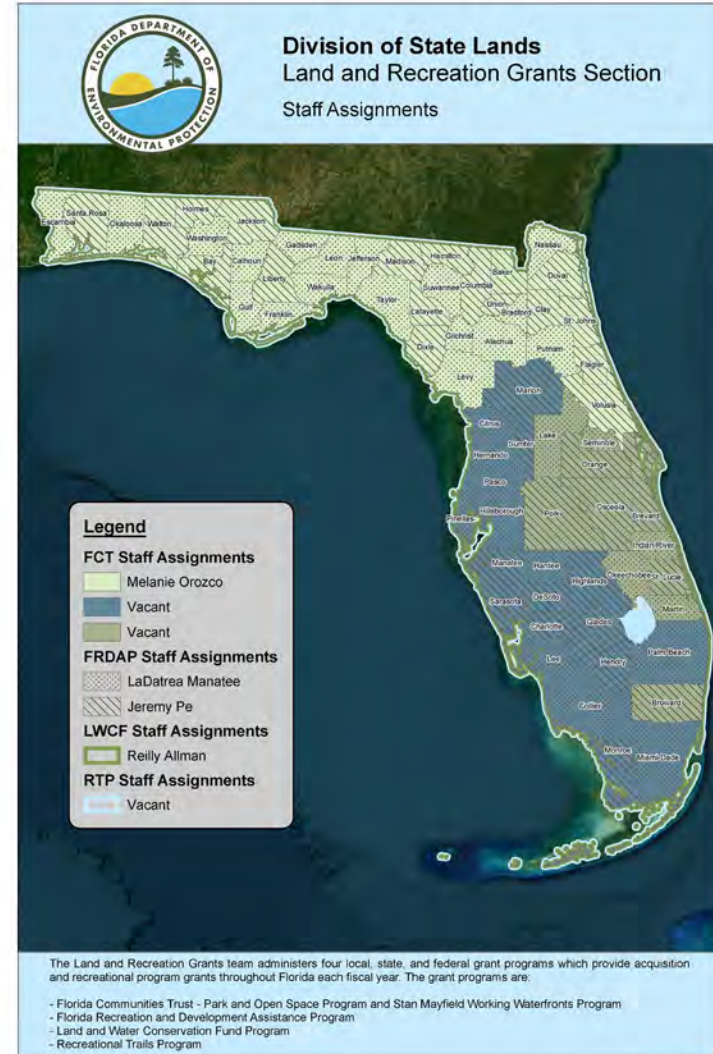 FLORIDA DEPARTMENT OF
ENVIRONMENTAL PROTECTION
Division of State Lands
Land and Recreation Grants Section
Staff Assignments
Escambia
Santa Rosa
Okaloosa
Walton
Holmes
Washington
Jackson
Bay
Calhoun
Gulf
Liberty
Franklin
Gadsden
Leon
Wakulla
Jefferson
Madison
Taylor
Hamilton
Suwannee
Lafayette
Dixie
Columbia
Gilchrist
Levy
Baker
Union
Bradford
Alachua
Nassau
Duval
Clay
St. Johns
Putnam
Flagler
Volusia
Marion
Citrus
Sumter
Lake
Seminole
Hernando
Orange
Pasco
Pinellas
Hillsborough
Polk
Osceola
Brevard
Indian River
Manatee
Hardee
Highlands
Okeechobee
St. Lucie
Sarasota
DeSoto
Martin
Charlotte
Glades
Lee
Hendry
Palm Beach
Collier
Broward
Monroe
Miami-Dade
Legend
FCT Staff Assignments
Melanie Orozco
Vacant
Vacant
FRDAP Staff Assignments
LaDatrea Manatee
Jeremy Pe
LWCF Staff Assignments
Reilly Allman
RTP Staff Assignments
Vacant
The Land and Recreation Grants team administers four local, state, and federal grant programs which provide acquisition
and recreational program grants throughout Florida each fiscal year. The grant programs are:
- Florida Communities Trust - Park and Open Space Program and Stan Mayfield Working Waterfronts Program
- Florida Recreation and Development Assistance Program
- Land and Water Conservation Fund Program
- Recreational Trails Program